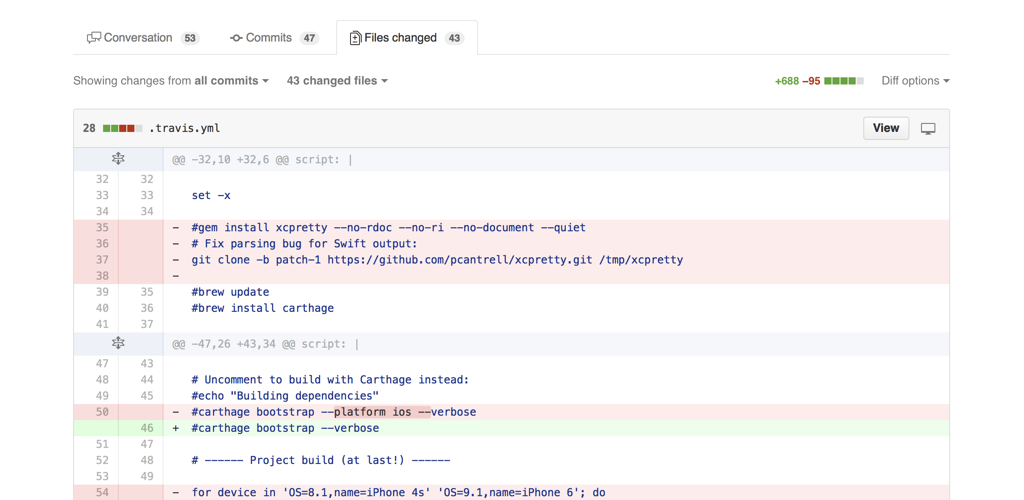 Conversation 53 Commits 47 Files changed 43
Showing changes from all commits 43 changed files +688 −95 Diff options
28 .travis.yml View
@@ −32,10 +32,6 @@ script: |
32 32
33 33 set −x
34 34
35 − #gem install xcpretty −−no−rdoc −−no−ri −−no−document −−quiet
36 − # Fix parsing bug for Swift output:
37 − git clone −b patch−1 https://github.com/pcantrell/xcpretty.git /tmp/xcpretty
38 −
39 35 #brew update
40 36 #brew install carthage
41 37
@@ −47,26 +43,34 @@ script: |
47 43
48 44 # Uncomment to build with Carthage instead:
49 45 #echo "Building dependencies"
50 − #carthage bootstrap −−platform ios −−verbose
46 + #carthage bootstrap −−verbose
51 47
52 48 # −−−−−− Project build (at last!) −−−−−−
53 49
54 − for device in 'OS=8.1,name=iPhone 4s' 'OS=9.1,name=iPhone 6'; do